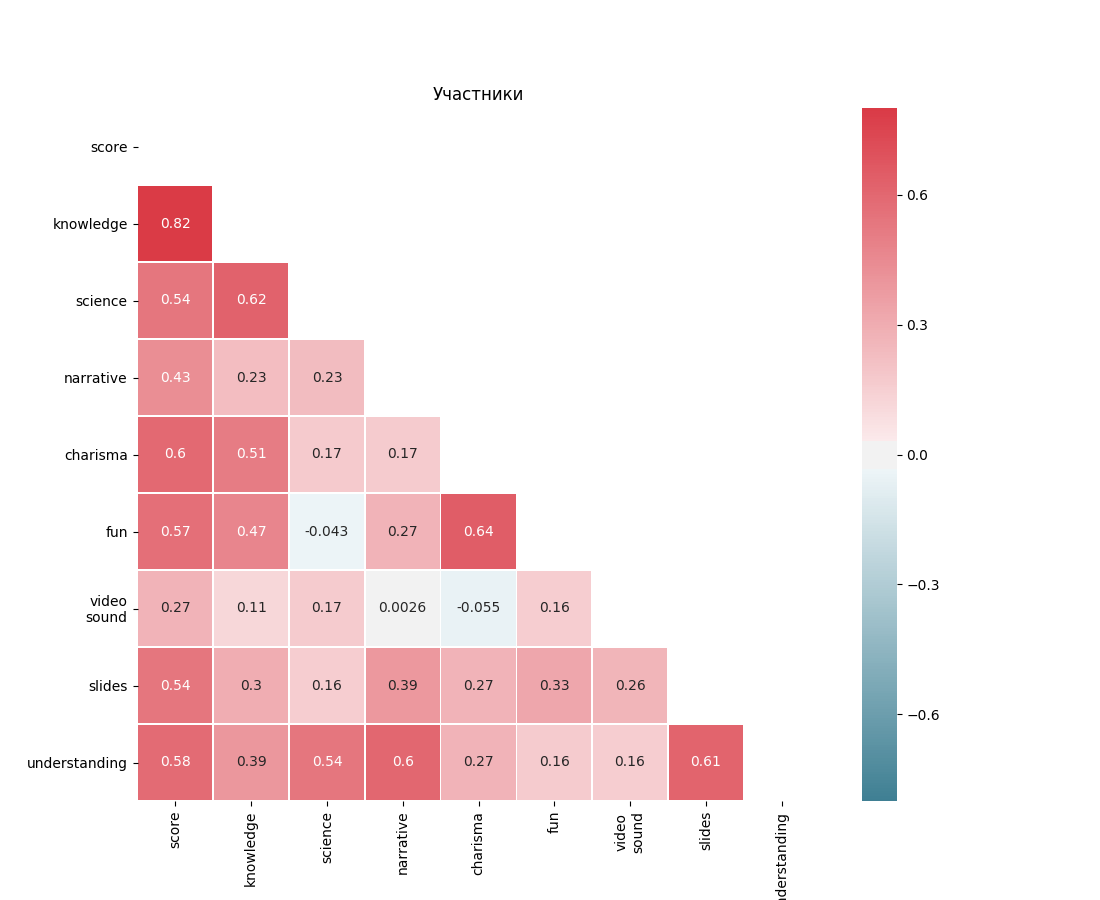 Участники
score
knowledge 0.82
science 0.54 0.62
narrative 0.43 0.23 0.23
charisma 0.6 0.51 0.17 0.17
fun 0.57 0.47 -0.043 0.27 0.64
video
sound 0.27 0.11 0.17 0.0026 -0.055 0.16
slides 0.54 0.3 0.16 0.39 0.27 0.33 0.26
understanding 0.58 0.39 0.54 0.6 0.27 0.16 0.16 0.61
score
knowledge
science
narrative
charisma
fun
video
sound
slides
nderstanding
0.6
0.3
0.0
−0.3
−0.6